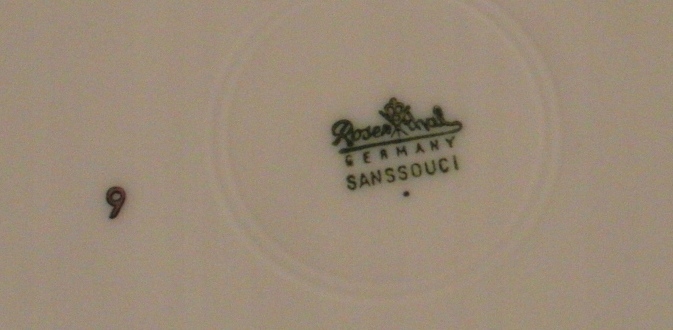 Rosenthal
GERMANY
SANSSOUCI
9